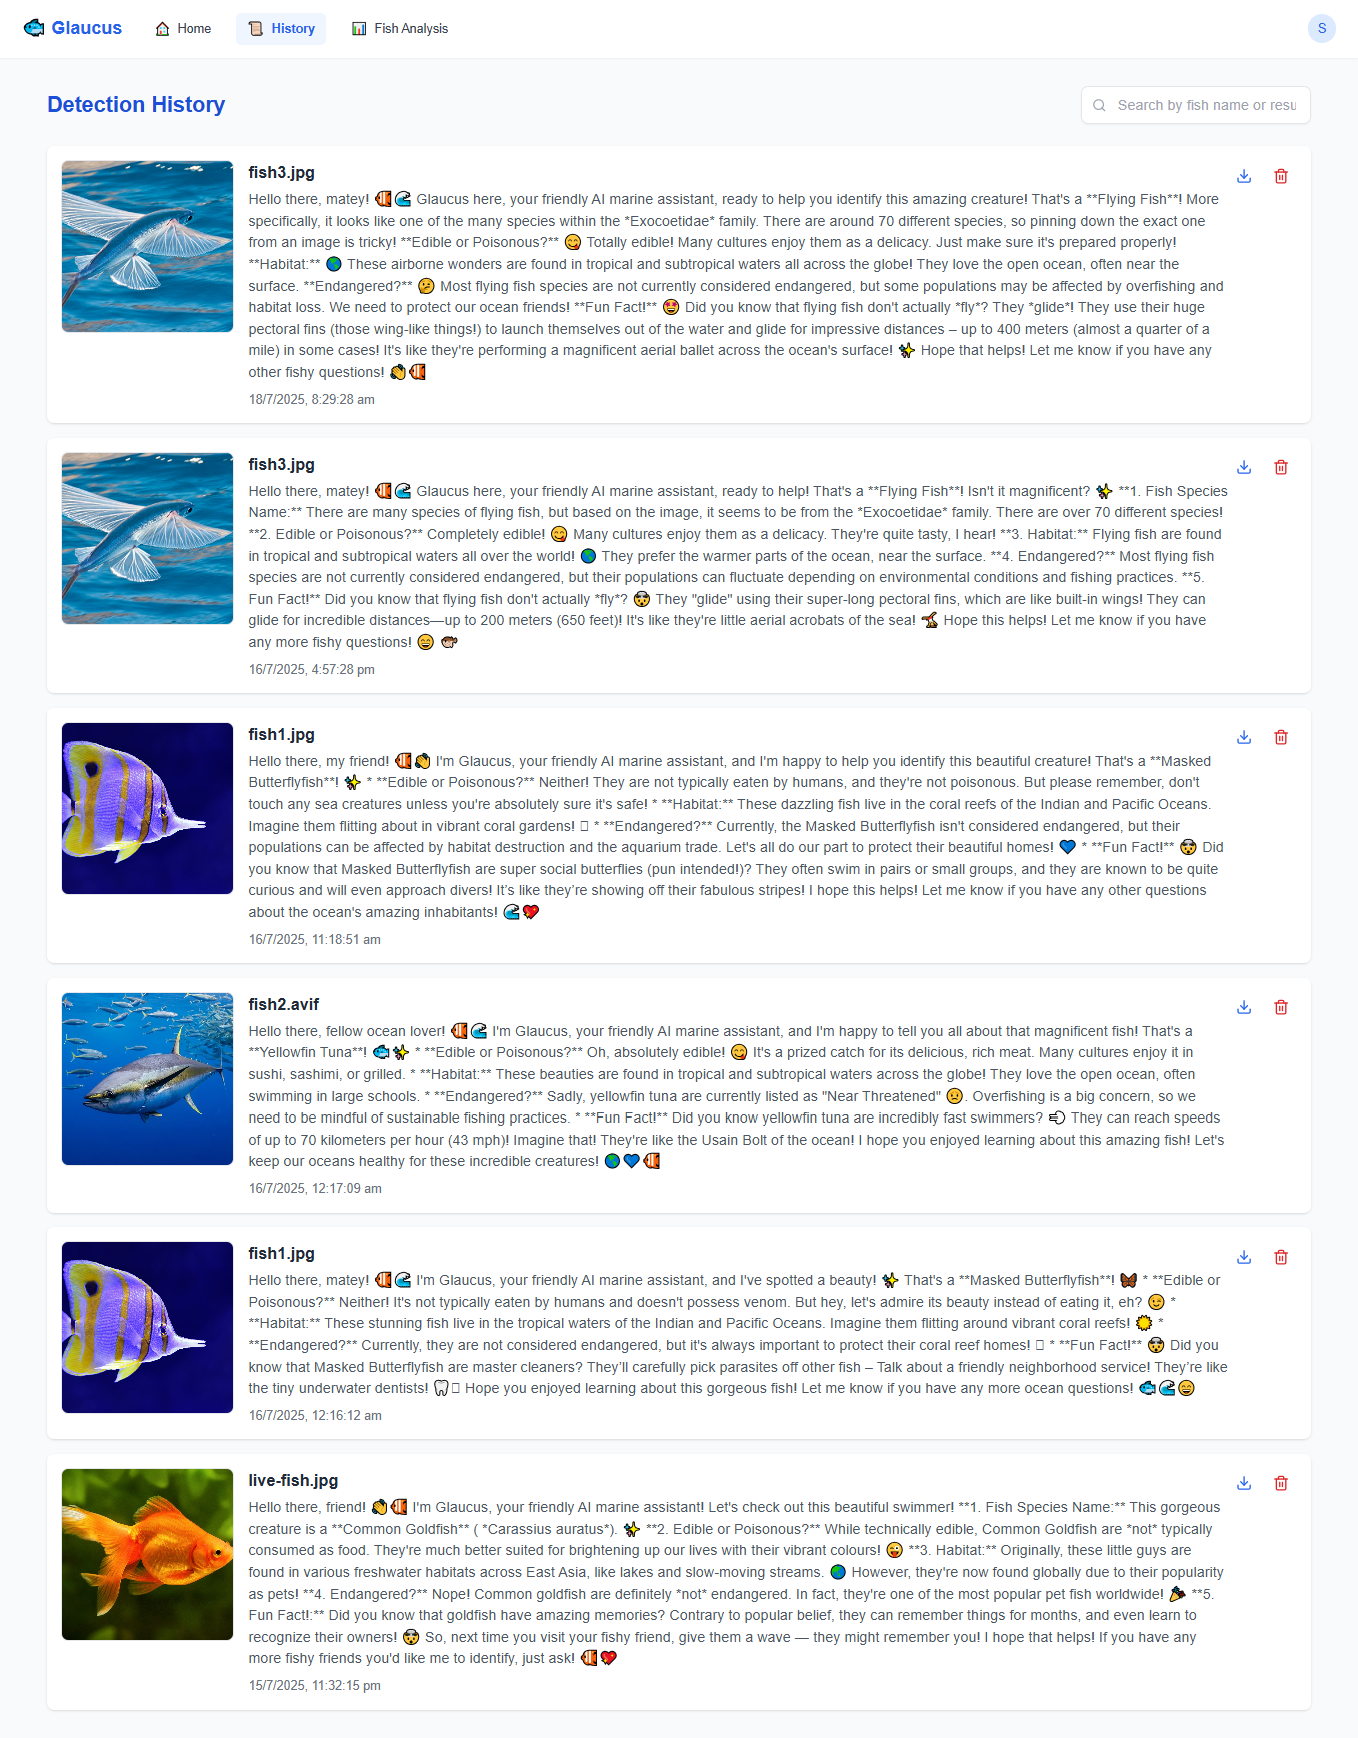 Glaucus
Home
History
Fish Analysis
S
Detection History
Search by fish name or resu
fish3.jpg
Hello there, matey! 🐠🌊 Glaucus here, your friendly AI marine assistant, ready to help you identify this amazing creature! That's a **Flying Fish**! More
specifically, it looks like one of the many species within the *Exocoetidae* family. There are around 70 different species, so pinning down the exact one
from an image is tricky! **Edible or Poisonous?** 😋 Totally edible! Many cultures enjoy them as a delicacy. Just make sure it's prepared properly!
**Habitat:** 🌎 These airborne wonders are found in tropical and subtropical waters all across the globe! They love the open ocean, often near the
surface. **Endangered?** 🤔 Most flying fish species are not currently considered endangered, but some populations may be affected by overfishing and
habitat loss. We need to protect our ocean friends! **Fun Fact!** 🤩 Did you know that flying fish don't actually *fly*? They *glide*! They use their huge
pectoral fins (those wing-like things!) to launch themselves out of the water and glide for impressive distances – up to 400 meters (almost a quarter of a
mile) in some cases! It's like they're performing a magnificent aerial ballet across the ocean's surface! ✨ Hope that helps! Let me know if you have any
other fishy questions! 👋🐠
18/7/2025, 8:29:28 am
fish3.jpg
Hello there, matey! 🐠🌊 Glaucus here, your friendly AI marine assistant, ready to help! That's a **Flying Fish**! Isn't it magnificent? ✨ **1. Fish Species
Name:** There are many species of flying fish, but based on the image, it seems to be from the *Exocoetidae* family. There are over 70 different species!
**2. Edible or Poisonous?** Completely edible! 😋 Many cultures enjoy them as a delicacy. They're quite tasty, I hear! **3. Habitat:** Flying fish are found
in tropical and subtropical waters all over the world! 🌎 They prefer the warmer parts of the ocean, near the surface. **4. Endangered?** Most flying fish
species are not currently considered endangered, but their populations can fluctuate depending on environmental conditions and fishing practices. **5.
Fun Fact!** Did you know that flying fish don't actually *fly*? 🤯 They "glide" using their super-long pectoral fins, which are like built-in wings! They can
glide for incredible distances—up to 200 meters (650 feet)! It's like they're little aerial acrobats of the sea! 🤸 Hope this helps! Let me know if you have
any more fishy questions! 😄 🐡
16/7/2025, 4:57:28 pm
fish1.jpg
Hello there, my friend! 🐠👋 I'm Glaucus, your friendly AI marine assistant, and I'm happy to help you identify this beautiful creature! That's a **Masked
Butterflyfish**! ✨ * **Edible or Poisonous?** Neither! They are not typically eaten by humans, and they're not poisonous. But please remember, don't
touch any sea creatures unless you're absolutely sure it's safe! * **Habitat:** These dazzling fish live in the coral reefs of the Indian and Pacific Oceans.
Imagine them flitting about in vibrant coral gardens! * **Endangered?** Currently, the Masked Butterflyfish isn't considered endangered, but their
populations can be affected by habitat destruction and the aquarium trade. Let's all do our part to protect their beautiful homes! 💙 * **Fun Fact!** 🤯 Did
you know that Masked Butterflyfish are super social butterflies (pun intended!)? They often swim in pairs or small groups, and they are known to be quite
curious and will even approach divers! It’s like they’re showing off their fabulous stripes! I hope this helps! Let me know if you have any other questions
about the ocean's amazing inhabitants! 🌊💖
16/7/2025, 11:18:51 am
fish2.avif
Hello there, fellow ocean lover! 🐠🌊 I'm Glaucus, your friendly AI marine assistant, and I'm happy to tell you all about that magnificent fish! That's a
**Yellowfin Tuna**! 🐟✨ * **Edible or Poisonous?** Oh, absolutely edible! 😋 It's a prized catch for its delicious, rich meat. Many cultures enjoy it in
sushi, sashimi, or grilled. * **Habitat:** These beauties are found in tropical and subtropical waters across the globe! They love the open ocean, often
swimming in large schools. * **Endangered?** Sadly, yellowfin tuna are currently listed as "Near Threatened" 😟. Overfishing is a big concern, so we
need to be mindful of sustainable fishing practices. * **Fun Fact!** Did you know yellowfin tuna are incredibly fast swimmers? 💨 They can reach speeds
of up to 70 kilometers per hour (43 mph)! Imagine that! They're like the Usain Bolt of the ocean! I hope you enjoyed learning about this amazing fish! Let's
keep our oceans healthy for these incredible creatures! 🌎💙🐠
16/7/2025, 12:17:09 am
fish1.jpg
Hello there, matey! 🐠🌊 I'm Glaucus, your friendly AI marine assistant, and I've spotted a beauty! ✨ That's a **Masked Butterflyfish**! 🦋 * **Edible or
Poisonous?** Neither! It's not typically eaten by humans and doesn't possess venom. But hey, let's admire its beauty instead of eating it, eh? 😉 *
**Habitat:** These stunning fish live in the tropical waters of the Indian and Pacific Oceans. Imagine them flitting around vibrant coral reefs! ☀️ *
**Endangered?** Currently, they are not considered endangered, but it's always important to protect their coral reef homes! * **Fun Fact!** 🤯 Did you
know that Masked Butterflyfish are master cleaners? They’ll carefully pick parasites off other fish – Talk about a friendly neighborhood service! They’re like
the tiny underwater dentists! 🦷 Hope you enjoyed learning about this gorgeous fish! Let me know if you have any more ocean questions! 🐟🌊😄
16/7/2025, 12:16:12 am
live-fish.jpg
Hello there, friend! 👋🐠 I'm Glaucus, your friendly AI marine assistant! Let's check out this beautiful swimmer! **1. Fish Species Name:** This gorgeous
creature is a **Common Goldfish** ( *Carassius auratus*). ✨ **2. Edible or Poisonous?** While technically edible, Common Goldfish are *not* typically
consumed as food. They're much better suited for brightening up our lives with their vibrant colours! 😜 **3. Habitat:** Originally, these little guys are
found in various freshwater habitats across East Asia, like lakes and slow-moving streams. 🌎 However, they're now found globally due to their popularity
as pets! **4. Endangered?** Nope! Common goldfish are definitely *not* endangered. In fact, they're one of the most popular pet fish worldwide! 🎉 **5.
Fun Fact!:** Did you know that goldfish have amazing memories? Contrary to popular belief, they can remember things for months, and even learn to
recognize their owners! 🤯 So, next time you visit your fishy friend, give them a wave — they might remember you! I hope that helps! If you have any
more fishy friends you'd like me to identify, just ask! 🐠💖
15/7/2025, 11:32:15 pm